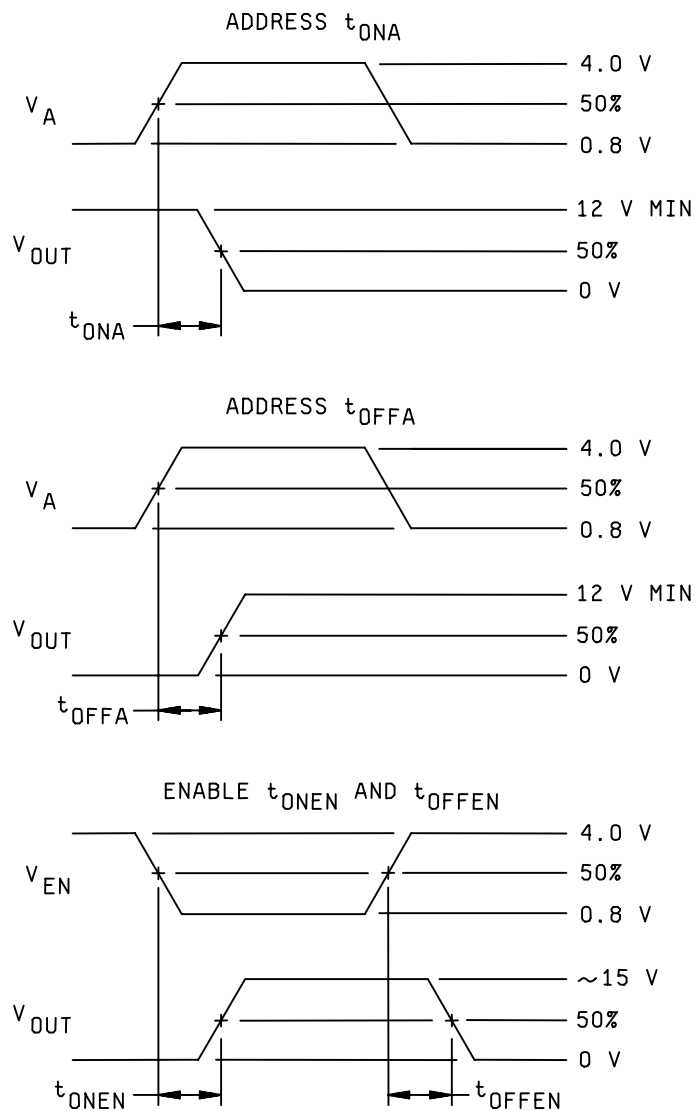 ADDRESS tONA
4.0 V
VA
50%
0.8 V
12 V MIN
VOUT
50%
0 V
tONA
ADDRESS tOFFA
4.0 V
VA
50%
0.8 V
12 V MIN
VOUT
50%
0 V
tOFFA
ENABLE tONEN AND tOFFEN
4.0 V
VEN
50%
0.8 V
~15 V
VOUT
50%
0 V
tONEN
tOFFEN